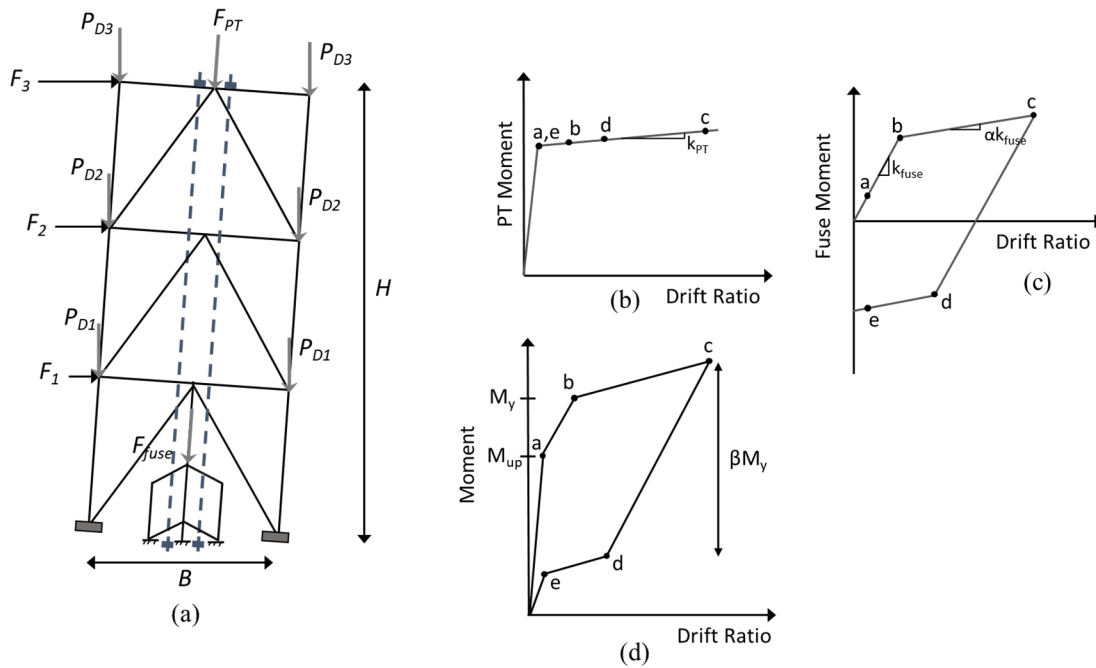 P_D3
F_PT
P_D3
F_3
P_D2
P_D2
F_2
P_D1
P_D1
F_1
F_fuse
H
B
(a)
PT Moment
a,e
b
d
c
k_PT
Drift Ratio
(b)
Fuse Moment
a
b
c
αk_fuse
k_fuse
Drift Ratio
e
d
(c)
Moment
M_y
M_up
a
b
c
βM_y
d
e
Drift Ratio
(d)